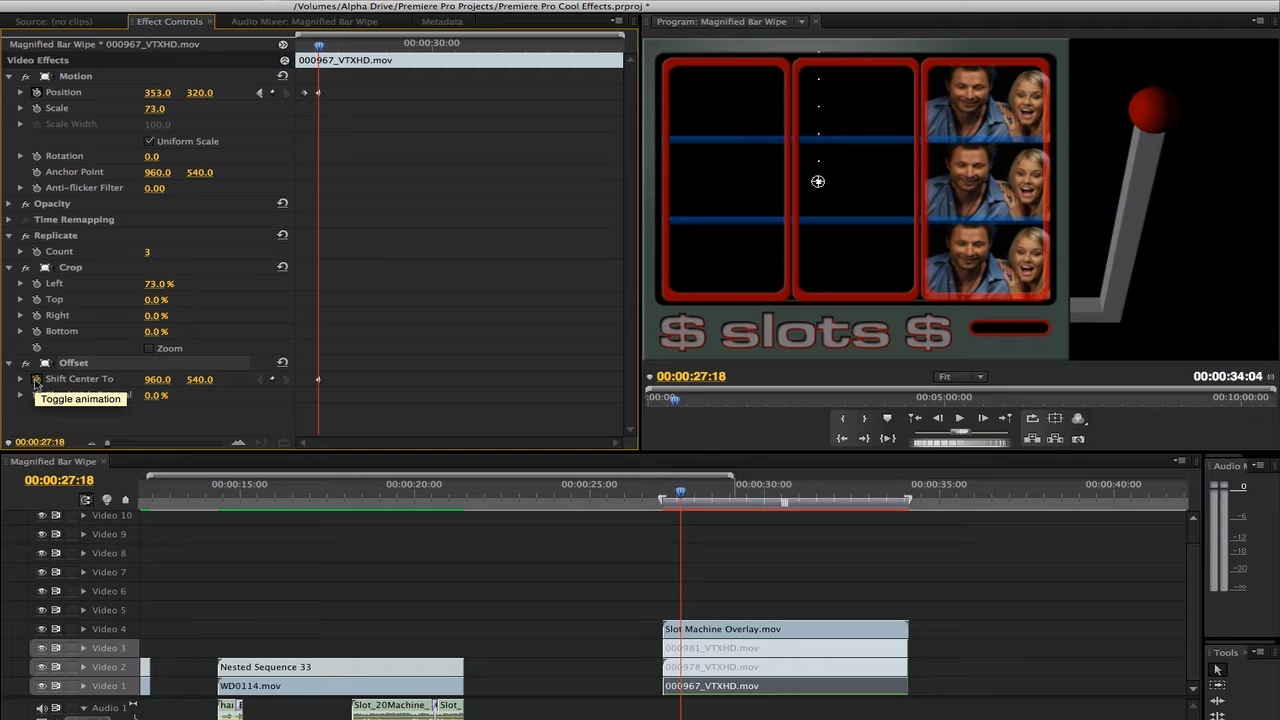 /Volumes/Alpha Drive/Premiere Pro Projects/Premiere Pro Cool Effects.prproj *
Source: (no clips)
Effect Controls
Audio Mixer: Magnified Bar Wipe
Metadata
Magnified Bar Wipe * 000967_VTXHD.mov
00:00:30:00
Video Effects
000967_VTXHD.mov
fx Motion
Position 353.0 320.0
Scale 73.0
Scale Width 100.0
Uniform Scale
Rotation 0.0
Anchor Point 960.0 540.0
Anti-flicker Filter 0.00
fx Opacity
Time Remapping
fx Replicate
Count 3
fx Crop
Left 73.0 %
Top 0.0 %
Right 0.0 %
Bottom 0.0 %
Zoom
fx Offset
Shift Center To 960.0 540.0
Toggle animation
0.0 %
00:00:27:18
Program: Magnified Bar Wipe
$ slots $
00:00:27:18
Fit
00:00:34:04
00:00
00:05:00:00
00:10:00:00
Magnified Bar Wipe
00:00:27:18
00:00:15:00
00:00:20:00
00:00:25:00
00:00:30:00
00:00:35:00
00:00:40:00
Video 10
Video 9
Video 8
Video 7
Video 6
Video 5
Video 4
Slot Machine Overlay.mov
Video 3
000981_VTXHD.mov
Video 2
Nested Sequence 33
000978_VTXHD.mov
Video 1
WD0114.mov
000967_VTXHD.mov
Audio 1
Slot_20Machine_
Slot_
Audio M
0
-6
-12
-18
-30
Tools